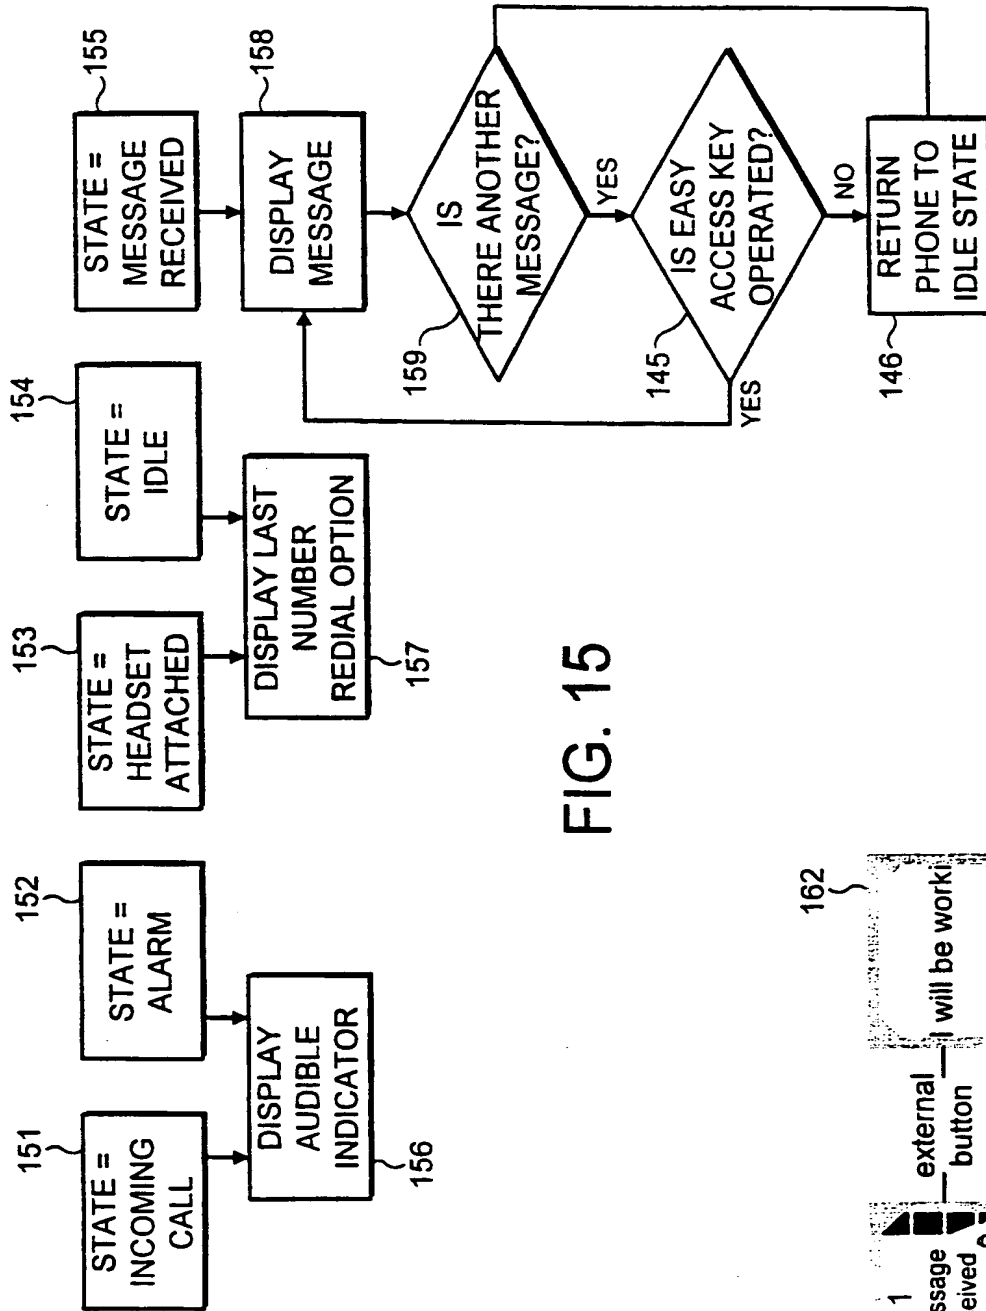 151
STATE =
INCOMING
CALL
152
STATE =
ALARM
DISPLAY
AUDIBLE
INDICATOR
156
153
STATE =
HEADSET
ATTACHED
154
STATE =
IDLE
DISPLAY LAST
NUMBER
REDIAL OPTION
157
155
STATE =
MESSAGE
RECEIVED
158
DISPLAY
MESSAGE
159
IS
THERE ANOTHER
MESSAGE?
YES
145
IS EASY
ACCESS KEY
OPERATED?
YES
NO
146
RETURN
PHONE TO
IDLE STATE
FIG. 15
1
ssage
eived
external
button
162
I will be worki